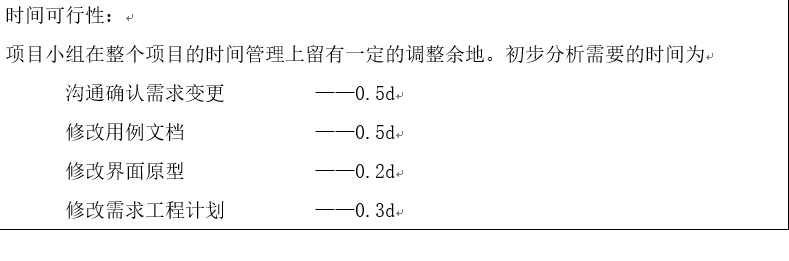 时间可行性：
项目小组在整个项目的时间管理上留有一定的调整余地。初步分析需要的时间为
沟通确认需求变更 ——0.5d
修改用例文档 ——0.5d
修改界面原型 ——0.2d
修改需求工程计划 ——0.3d